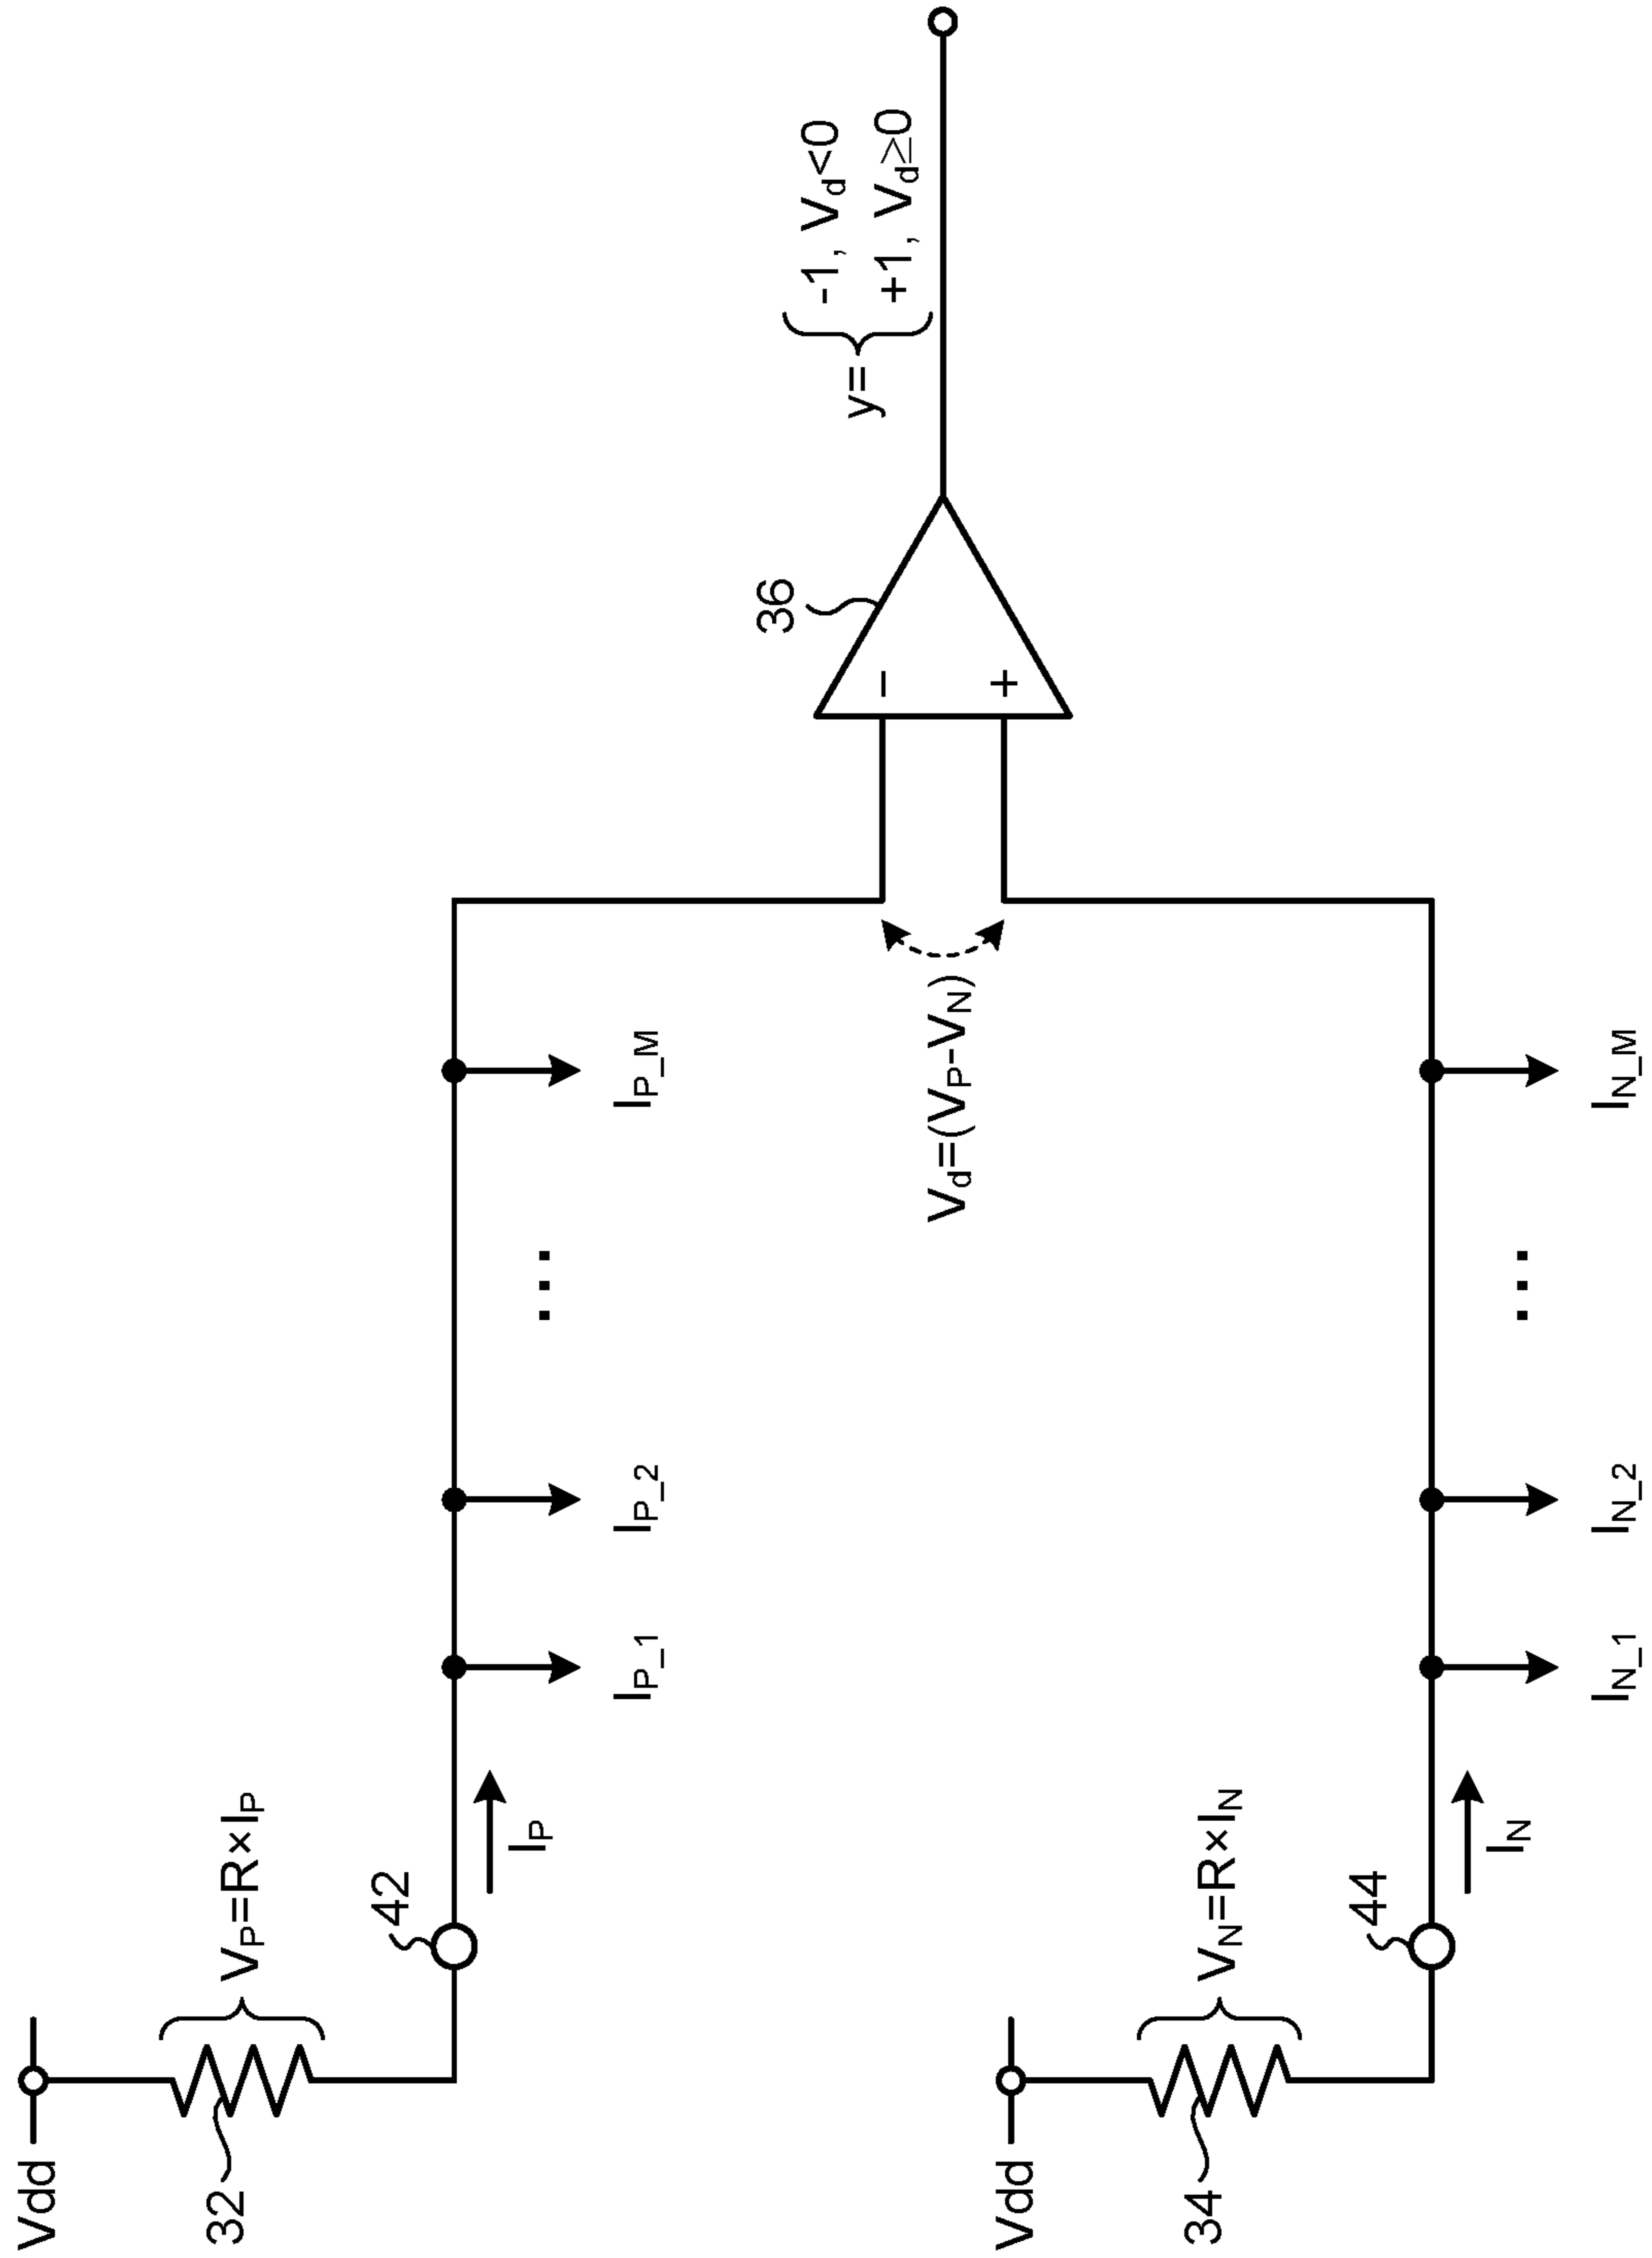 Vdd
32
V_P=R×I_P
42
I_P
I_P_1
I_P_2
...
I_P_M
36
-
+
V_d=(V_P-V_N)
y=
-1, V_d<0
+1, V_d≥0
Vdd
34
V_N=R×I_N
44
I_N
I_N_1
I_N_2
...
I_N_M